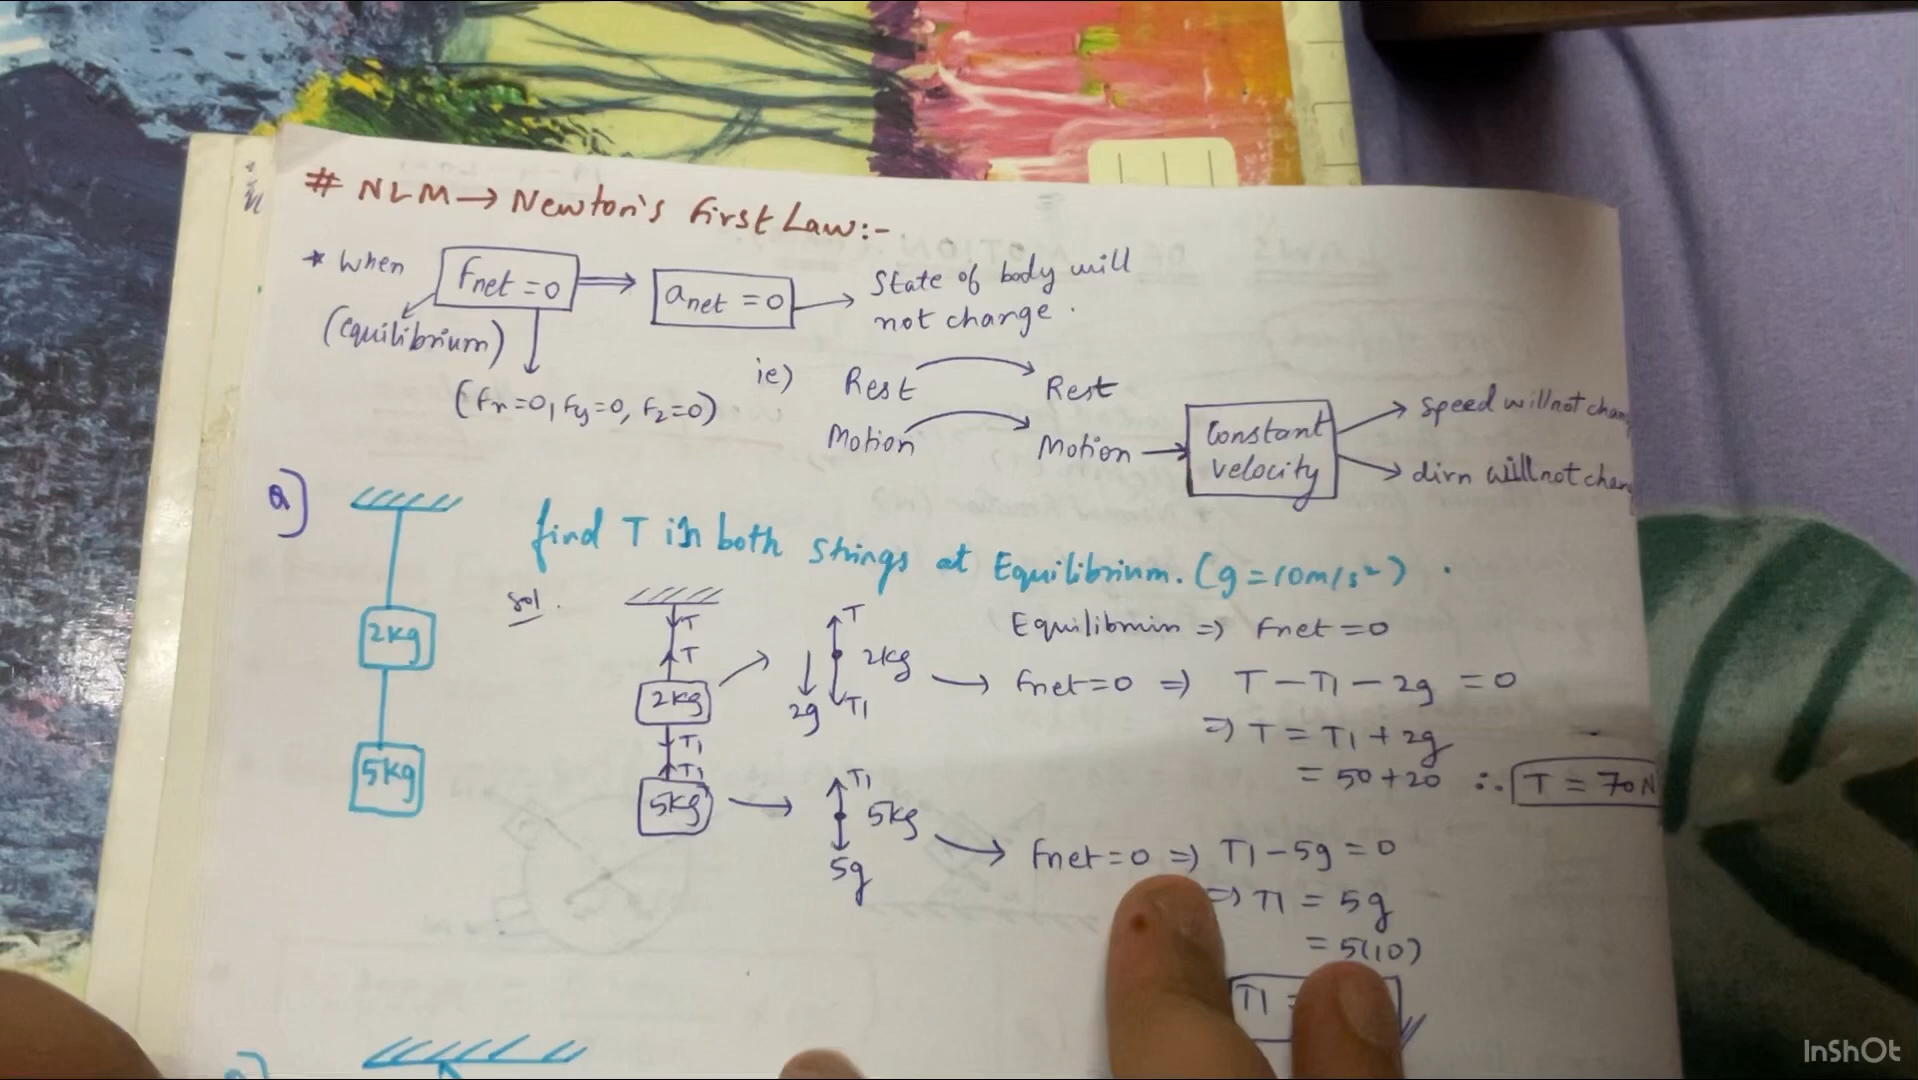 # NLM → Newton's First Law:-
* when Fnet = 0 ⇒ anet = 0 → State of body will
not change.
(equilibrium)
(Fx=0, Fy=0, Fz=0)
ie) Rest Rest
Motion Motion → Constant velocity
→ speed will not
→ dirn will not
Q)
find T in both strings at Equilibrium. (g=10m/s²).
2kg
5kg
Sol.
T
T
2kg
T1
T1
5kg
T
2kg
2g T1
T1
5kg
5g
Equilibmin ⇒ Fnet=0
Fnet=0 ⇒ T-T1-2g = 0
⇒ T = T1+2g
= 50+20 ∴ T = 70N
Fnet=0 ⇒ T1-5g = 0
⇒ T1 = 5g
= 5(10)
T1 =
InShOt